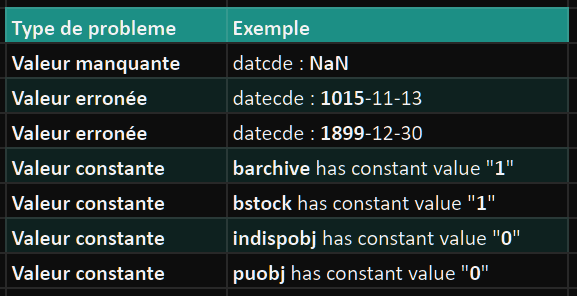 Type de probleme Exemple
Valeur manquante datcde : NaN
Valeur erronée datecde : 1015-11-13
Valeur erronée datecde : 1899-12-30
Valeur constante barchive has constant value "1"
Valeur constante bstock has constant value "1"
Valeur constante indispobj has constant value "0"
Valeur constante puobj has constant value "0"